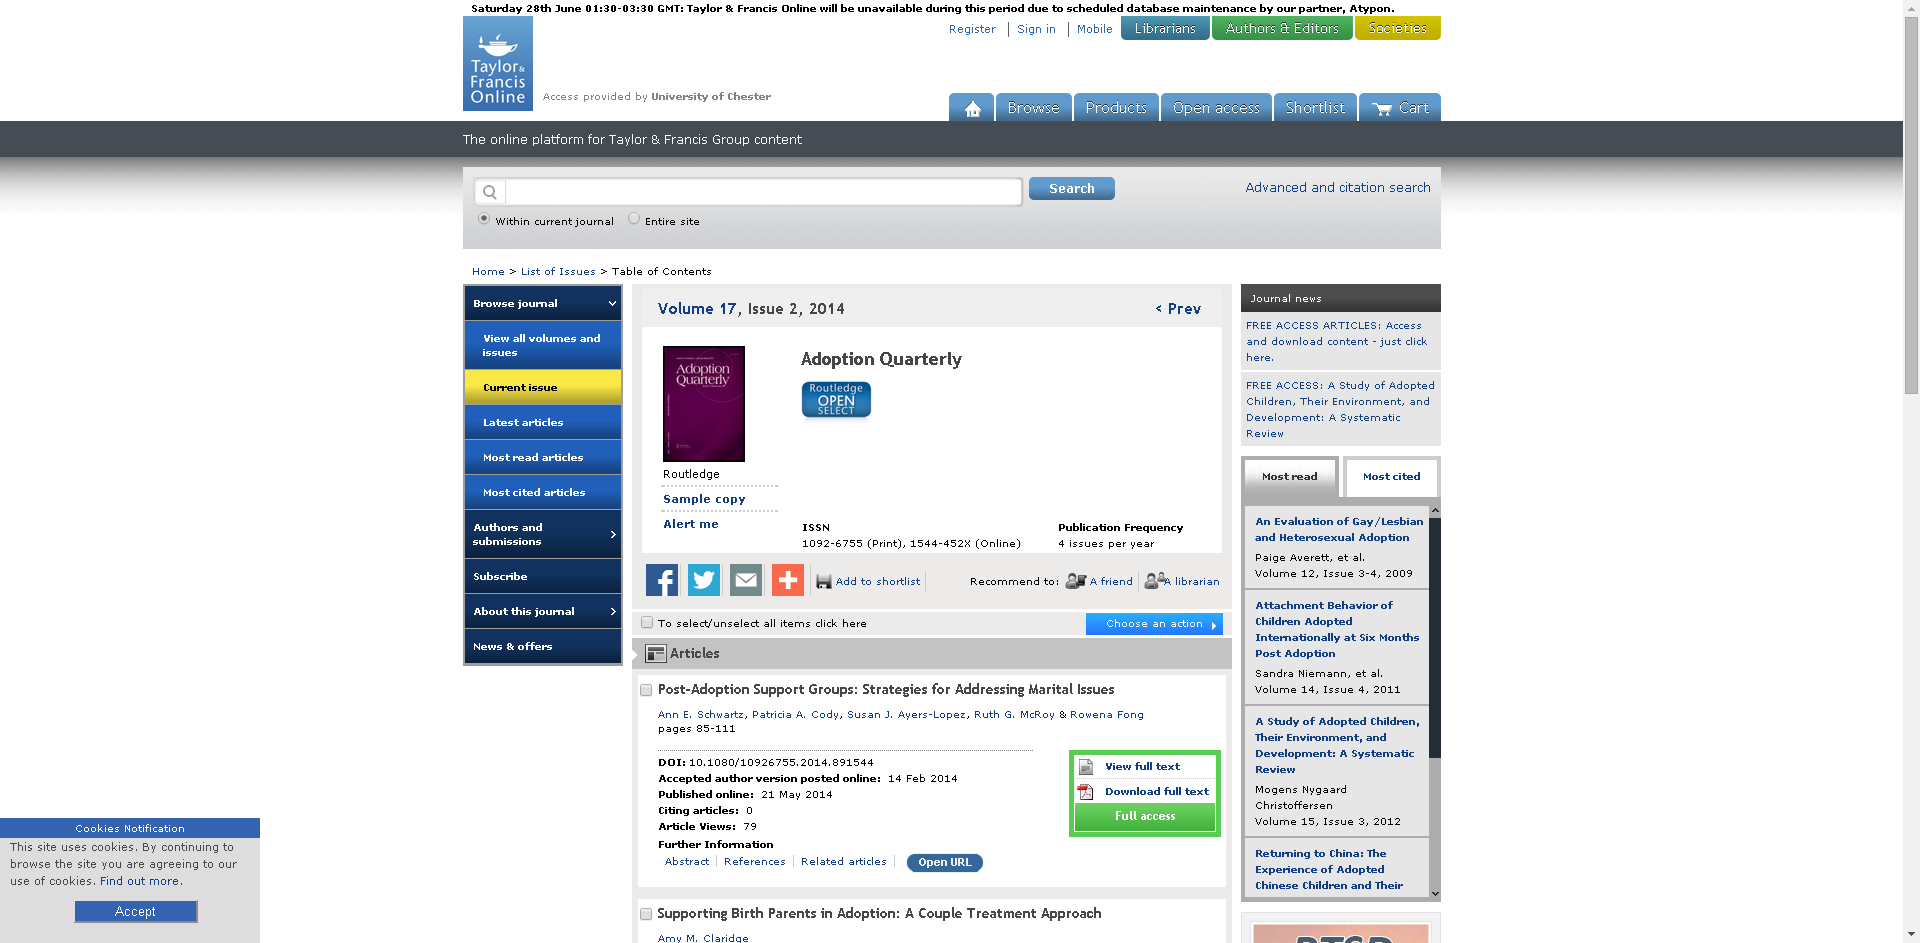 Saturday 28th June 01:30-03:30 GMT: Taylor & Francis Online will be unavailable during this period due to scheduled database maintenance by our partner, Atypon.
Register Sign in Mobile Librarians Authors & Editors Societies
Taylor &
Francis
Online
Access provided by University of Chester
Browse Products Open access Shortlist Cart
The online platform for Taylor & Francis Group content
Search
Advanced and citation search
Within current journal Entire site
Home > List of Issues > Table of Contents
Browse journal
View all volumes and
issues
Current issue
Latest articles
Most read articles
Most cited articles
Authors and
submissions
Subscribe
About this journal
News & offers
Volume 17, Issue 2, 2014
< Prev
Adoption
Quarterly
Adoption Quarterly
Routledge
OPEN
SELECT
Routledge
Sample copy
Alert me
ISSN
1092-6755 (Print), 1544-452X (Online)
Publication Frequency
4 issues per year
Add to shortlist
Recommend to: A friend A librarian
To select/unselect all items click here
Choose an action
Articles
Post-Adoption Support Groups: Strategies for Addressing Marital Issues
Ann E. Schwartz, Patricia A. Cody, Susan J. Ayers-Lopez, Ruth G. McRoy & Rowena Fong
pages 85-111
DOI: 10.1080/10926755.2014.891544
Accepted author version posted online: 14 Feb 2014
Published online: 21 May 2014
Citing articles: 0
Article Views: 79
Further Information
Abstract References Related articles Open URL
View full text
Download full text
Full access
Supporting Birth Parents in Adoption: A Couple Treatment Approach
Amy M. Claridge
Journal news
FREE ACCESS ARTICLES: Access
and download content - just click
here.
FREE ACCESS: A Study of Adopted
Children, Their Environment, and
Development: A Systematic
Review
Most read Most cited
An Evaluation of Gay/Lesbian
and Heterosexual Adoption
Paige Averett, et al.
Volume 12, Issue 3-4, 2009
Attachment Behavior of
Children Adopted
Internationally at Six Months
Post Adoption
Sandra Niemann, et al.
Volume 14, Issue 4, 2011
A Study of Adopted Children,
Their Environment, and
Development: A Systematic
Review
Mogens Nygaard
Christoffersen
Volume 15, Issue 3, 2012
Returning to China: The
Experience of Adopted
Chinese Children and Their
Cookies Notification
This site uses cookies. By continuing to
browse the site you are agreeing to our
use of cookies. Find out more.
Accept